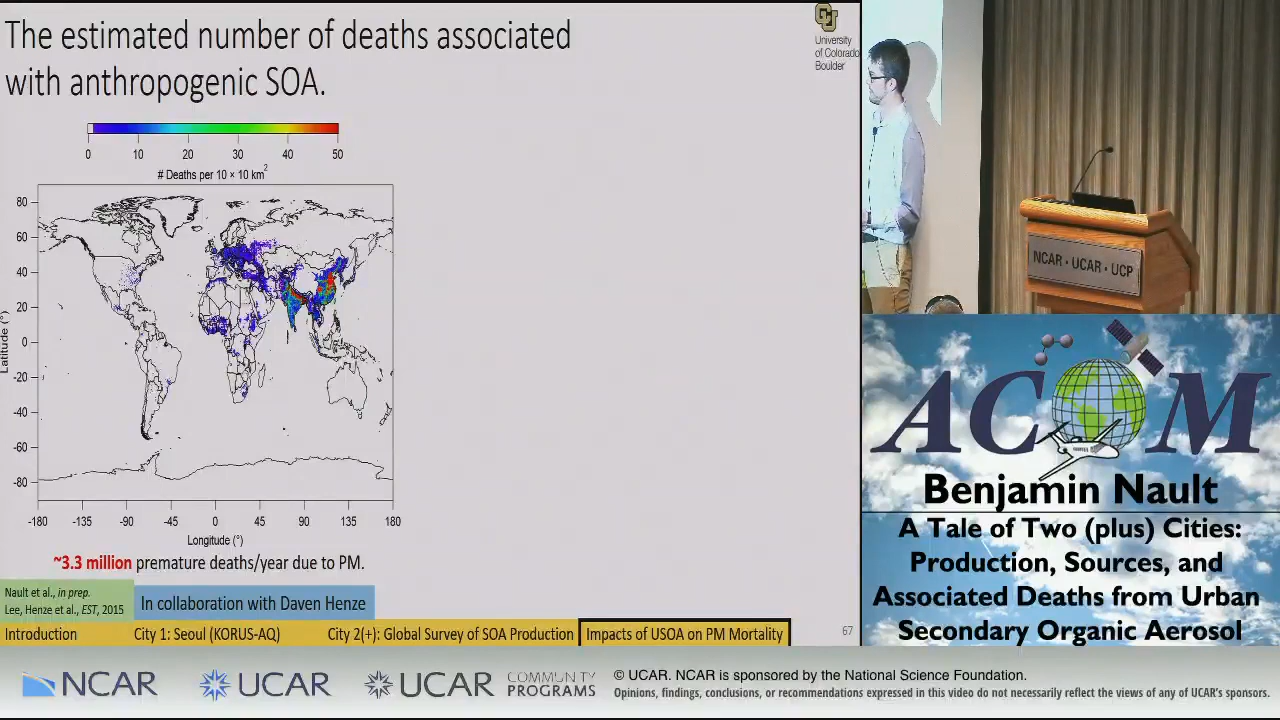 The estimated number of deaths associated
with anthropogenic SOA.
CU
University
of Colorado
Boulder
0 10 20 30 40 50
# Deaths per 10 × 10 km²
80
60
40
20
0
-20
-40
-60
-80
Latitude (°)
-180 -135 -90 -45 0 45 90 135 180
Longitude (°)
~3.3 million premature deaths/year due to PM.
Nault et al., in prep.
Lee, Henze et al., EST, 2015
In collaboration with Daven Henze
Introduction City 1: Seoul (KORUS-AQ) City 2(+): Global Survey of SOA Production Impacts of USOA on PM Mortality 67
NCAR • UCAR • UCP
ACOM
Benjamin Nault
A Tale of Two (plus) Cities:
Production, Sources, and
Associated Deaths from Urban
Secondary Organic Aerosol
NCAR UCAR UCAR COMMUNITY
PROGRAMS
© UCAR. NCAR is sponsored by the National Science Foundation.
Opinions, findings, conclusions, or recommendations expressed in this video do not necessarily reflect the views of any of UCAR's sponsors.